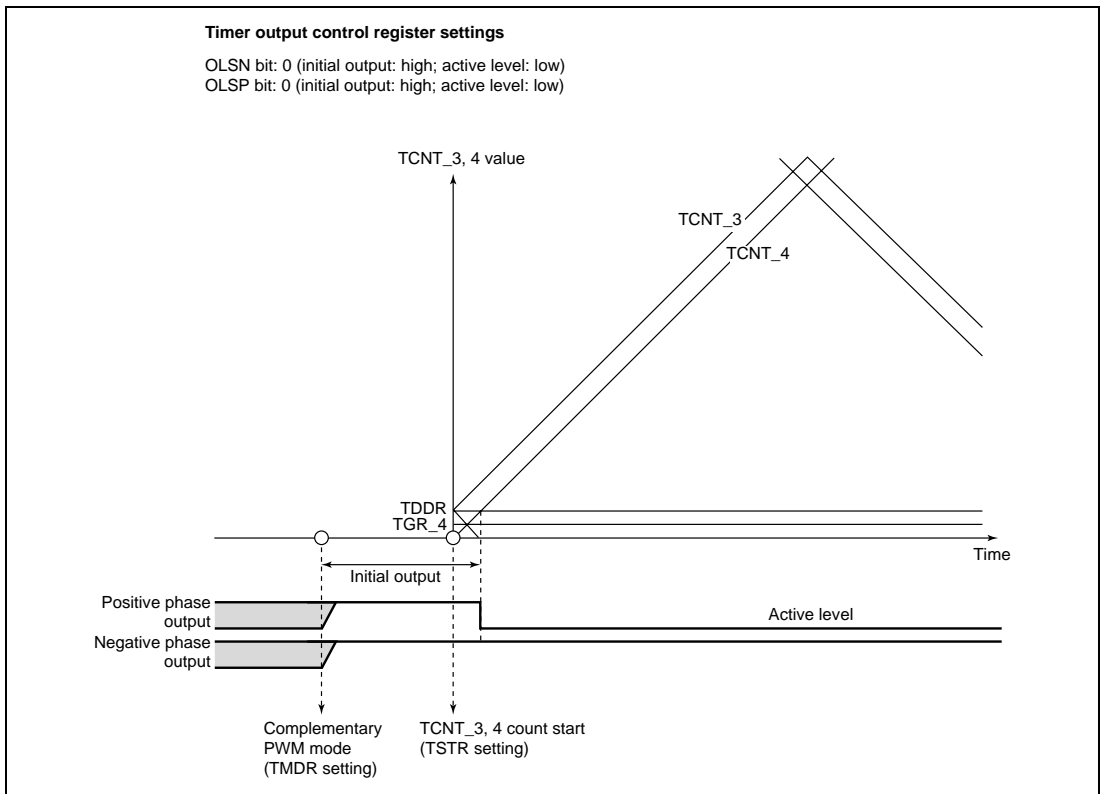 Timer output control register settings
OLSN bit: 0 (initial output: high; active level: low)
OLSP bit: 0 (initial output: high; active level: low)
TCNT_3, 4 value
TCNT_3
TCNT_4
TDDR
TGR_4
Time
Initial output
Positive phase
output
Active level
Negative phase
output
Complementary
PWM mode
(TMDR setting)
TCNT_3, 4 count start
(TSTR setting)